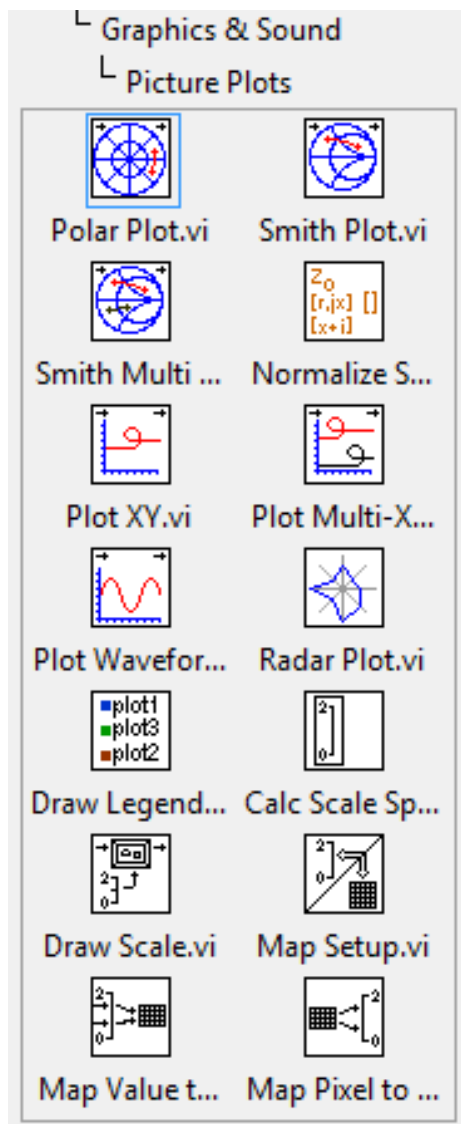 Graphics & Sound
Picture Plots
Polar Plot.vi
Smith Plot.vi
Z0
[r,jx] []
[x+i]
Smith Multi ...
Normalize S...
Plot XY.vi
Plot Multi-X...
Plot Wavefor...
Radar Plot.vi
plot1
plot3
plot2
2
0
Draw Legend...
Calc Scale Sp...
2
0
2
0
Draw Scale.vi
Map Setup.vi
2
0
2
0
Map Value t...
Map Pixel to ...